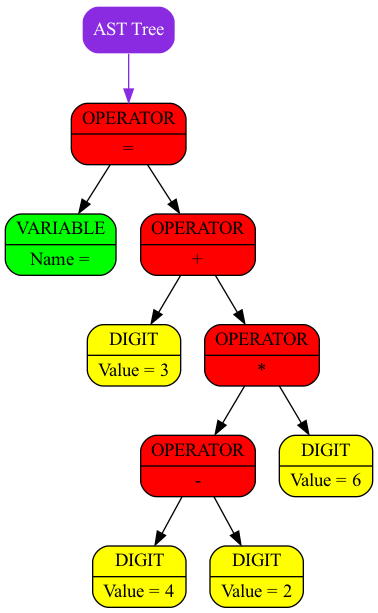 AST Tree
OPERATOR
=
VARIABLE
Name =
OPERATOR
+
DIGIT
Value = 3
OPERATOR
*
OPERATOR
-
DIGIT
Value = 6
DIGIT
Value = 4
DIGIT
Value = 2